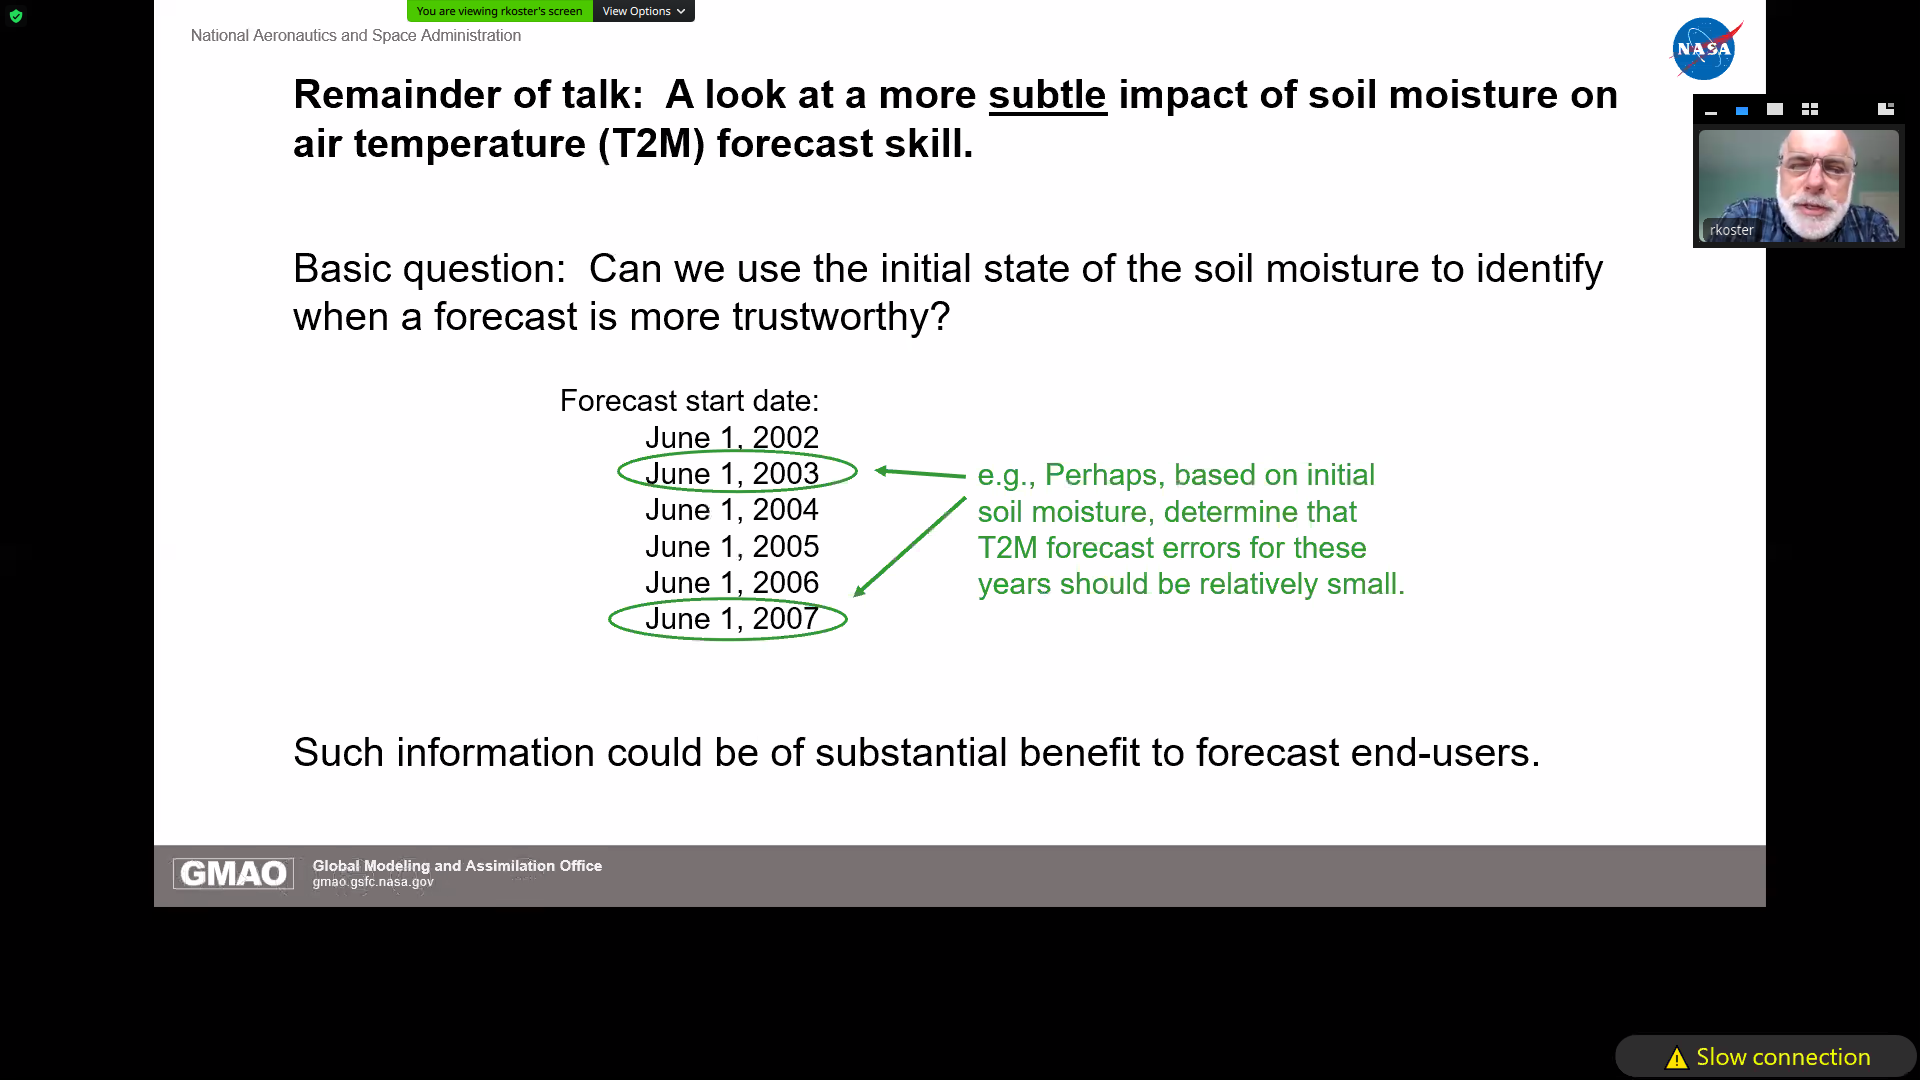 You are viewing rkoster's screen View Options
National Aeronautics and Space Administration
NASA
Remainder of talk: A look at a more subtle impact of soil moisture on
air temperature (T2M) forecast skill.
rkoster
Basic question: Can we use the initial state of the soil moisture to identify
when a forecast is more trustworthy?
Forecast start date:
June 1, 2002
June 1, 2003
June 1, 2004
June 1, 2005
June 1, 2006
June 1, 2007
e.g., Perhaps, based on initial
soil moisture, determine that
T2M forecast errors for these
years should be relatively small.
Such information could be of substantial benefit to forecast end-users.
GMAO
Global Modeling and Assimilation Office
gmao.gsfc.nasa.gov
Slow connection